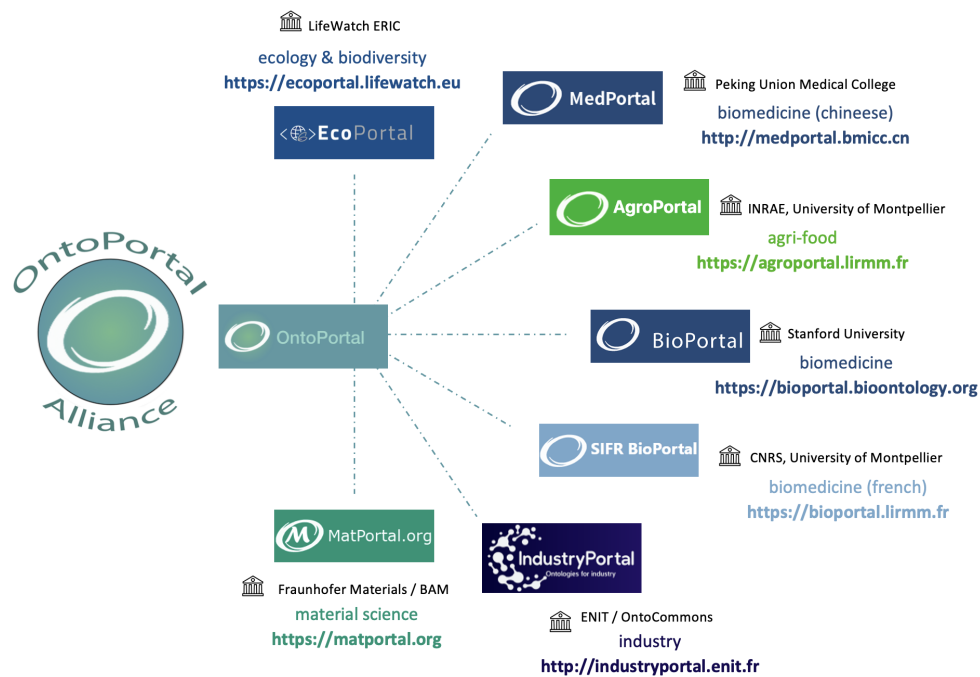 LifeWatch ERIC
ecology & biodiversity
https://ecoportal.lifewatch.eu
<>EcoPortal
MedPortal
Peking Union Medical College
biomedicine (chineese)
http://medportal.bmicc.cn
AgroPortal
INRAE, University of Montpellier
agri-food
https://agroportal.lirmm.fr
OntoPortal
Alliance
OntoPortal
BioPortal
Stanford University
biomedicine
https://bioportal.bioontology.org
SIFR BioPortal
CNRS, University of Montpellier
biomedicine (french)
https://bioportal.lirmm.fr
M MatPortal.org
Fraunhofer Materials / BAM
material science
https://matportal.org
IndustryPortal
Ontologies for industry
ENIT / OntoCommons
industry
http://industryportal.enit.fr